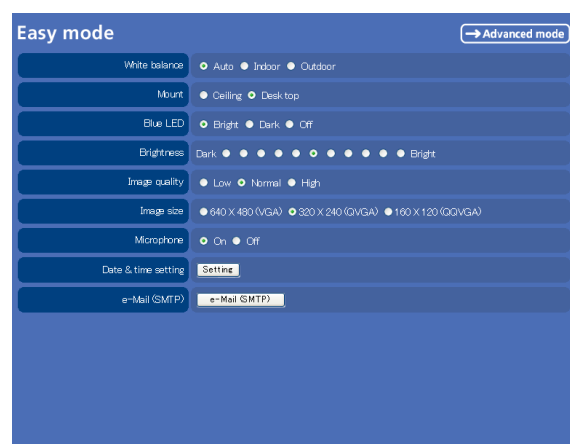 Easy mode
→Advanced mode
White balance Auto Indoor Outdoor
Mount Ceiling Desktop
Blue LED Bright Dark Off
Brightness Dark Bright
Image quality Low Normal High
Image size 640 X 480 (VGA) 320 X 240 (QVGA) 160 X 120 (QQVGA)
Microphone On Off
Date & time setting Setting
e-Mail (SMTP) e-Mail (SMTP)